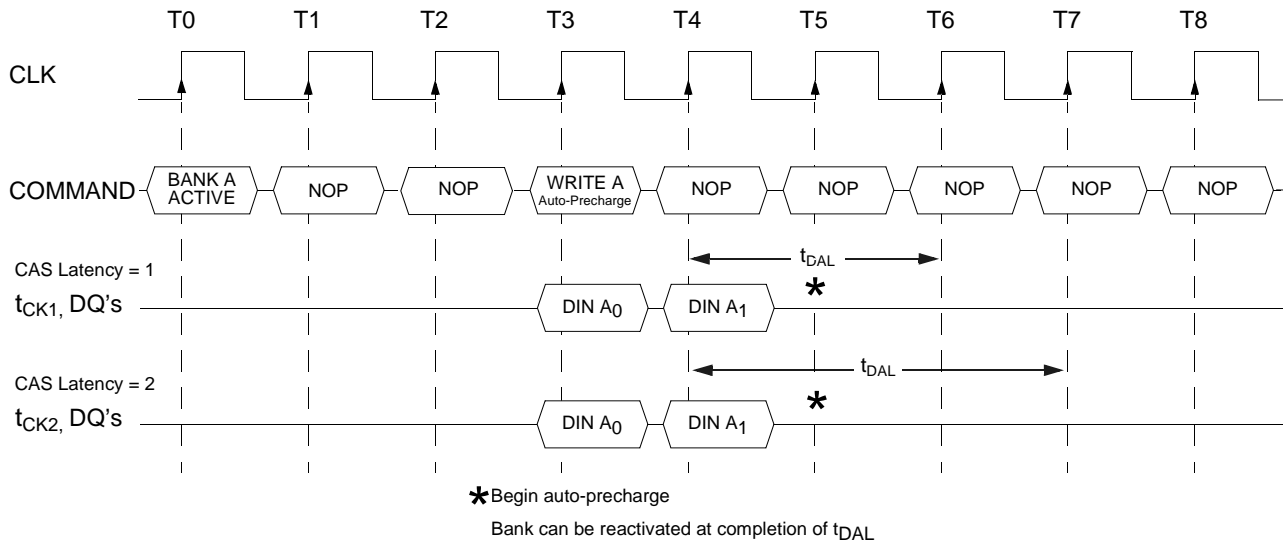 T0 T1 T2 T3 T4 T5 T6 T7 T8
CLK
COMMAND
BANK A
ACTIVE
NOP
NOP
WRITE A
Auto-Precharge
NOP
NOP
NOP
NOP
NOP
CAS Latency = 1
tDAL
tCK1, DQ's
DIN A0
DIN A1
*
CAS Latency = 2
tDAL
tCK2, DQ's
DIN A0
DIN A1
*
* Begin auto-precharge
Bank can be reactivated at completion of tDAL